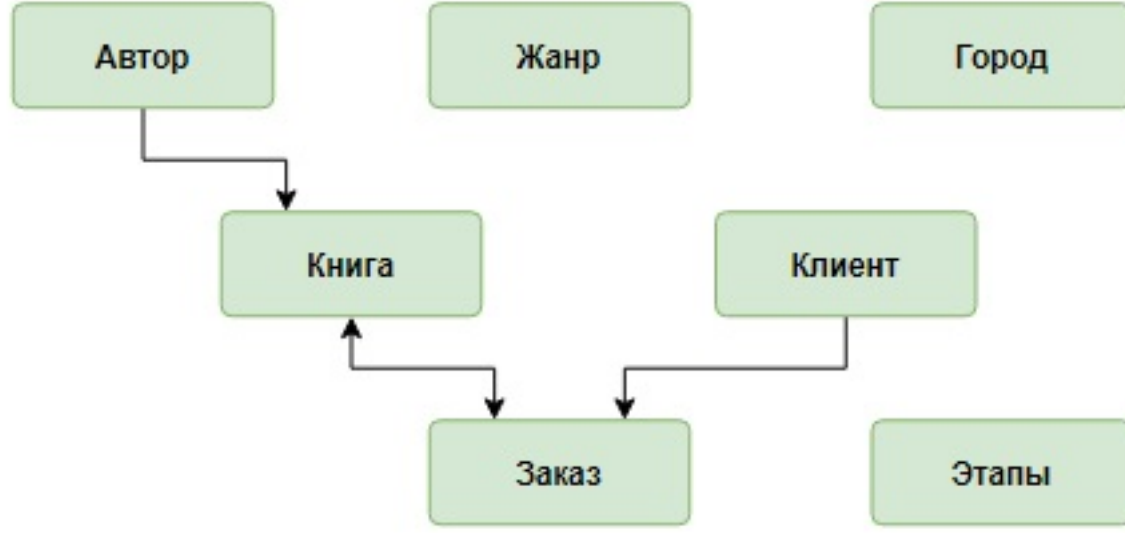 Автор
Жанр
Город
Книга
Клиент
Заказ
Этапы